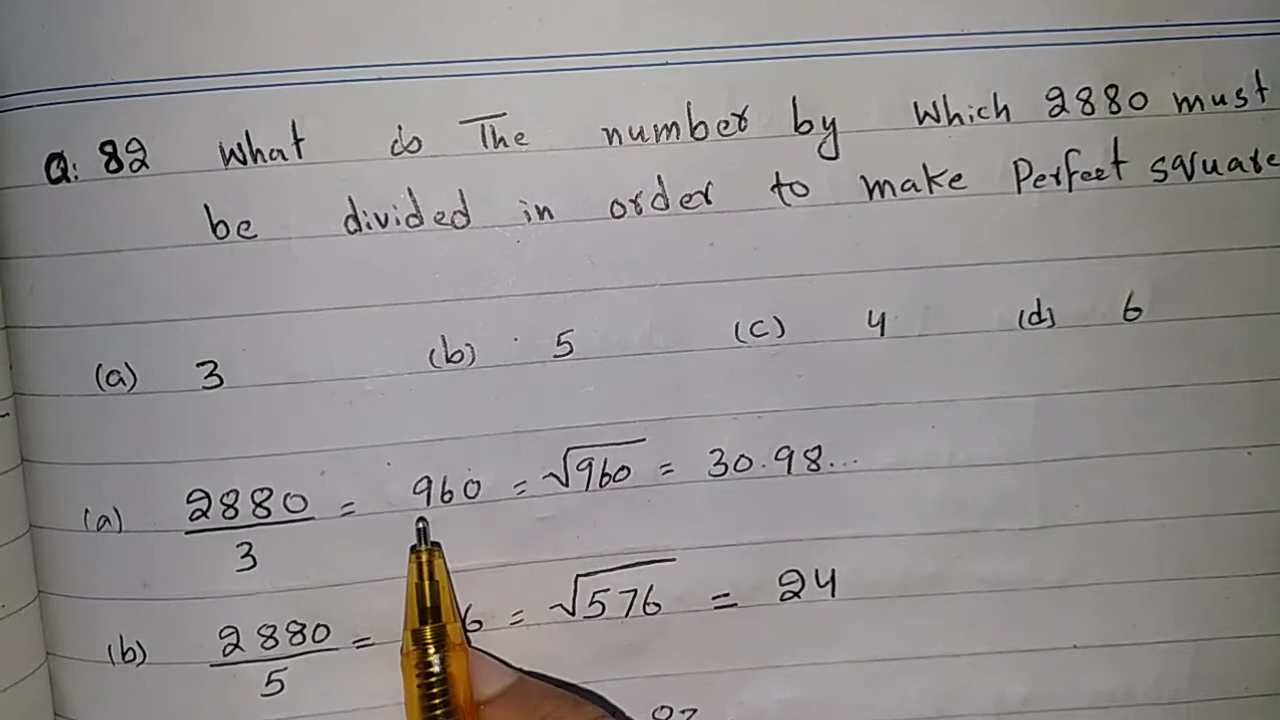 Q: 82 What is The number by Which 2880 must
be divided in order to make Perfect square
(a) 3 (b) 5 (c) 4 (d) 6
(a) 2880/3 = 960 = √960 = 30.98...
(b) 2880/5 = 6 = √576 = 24